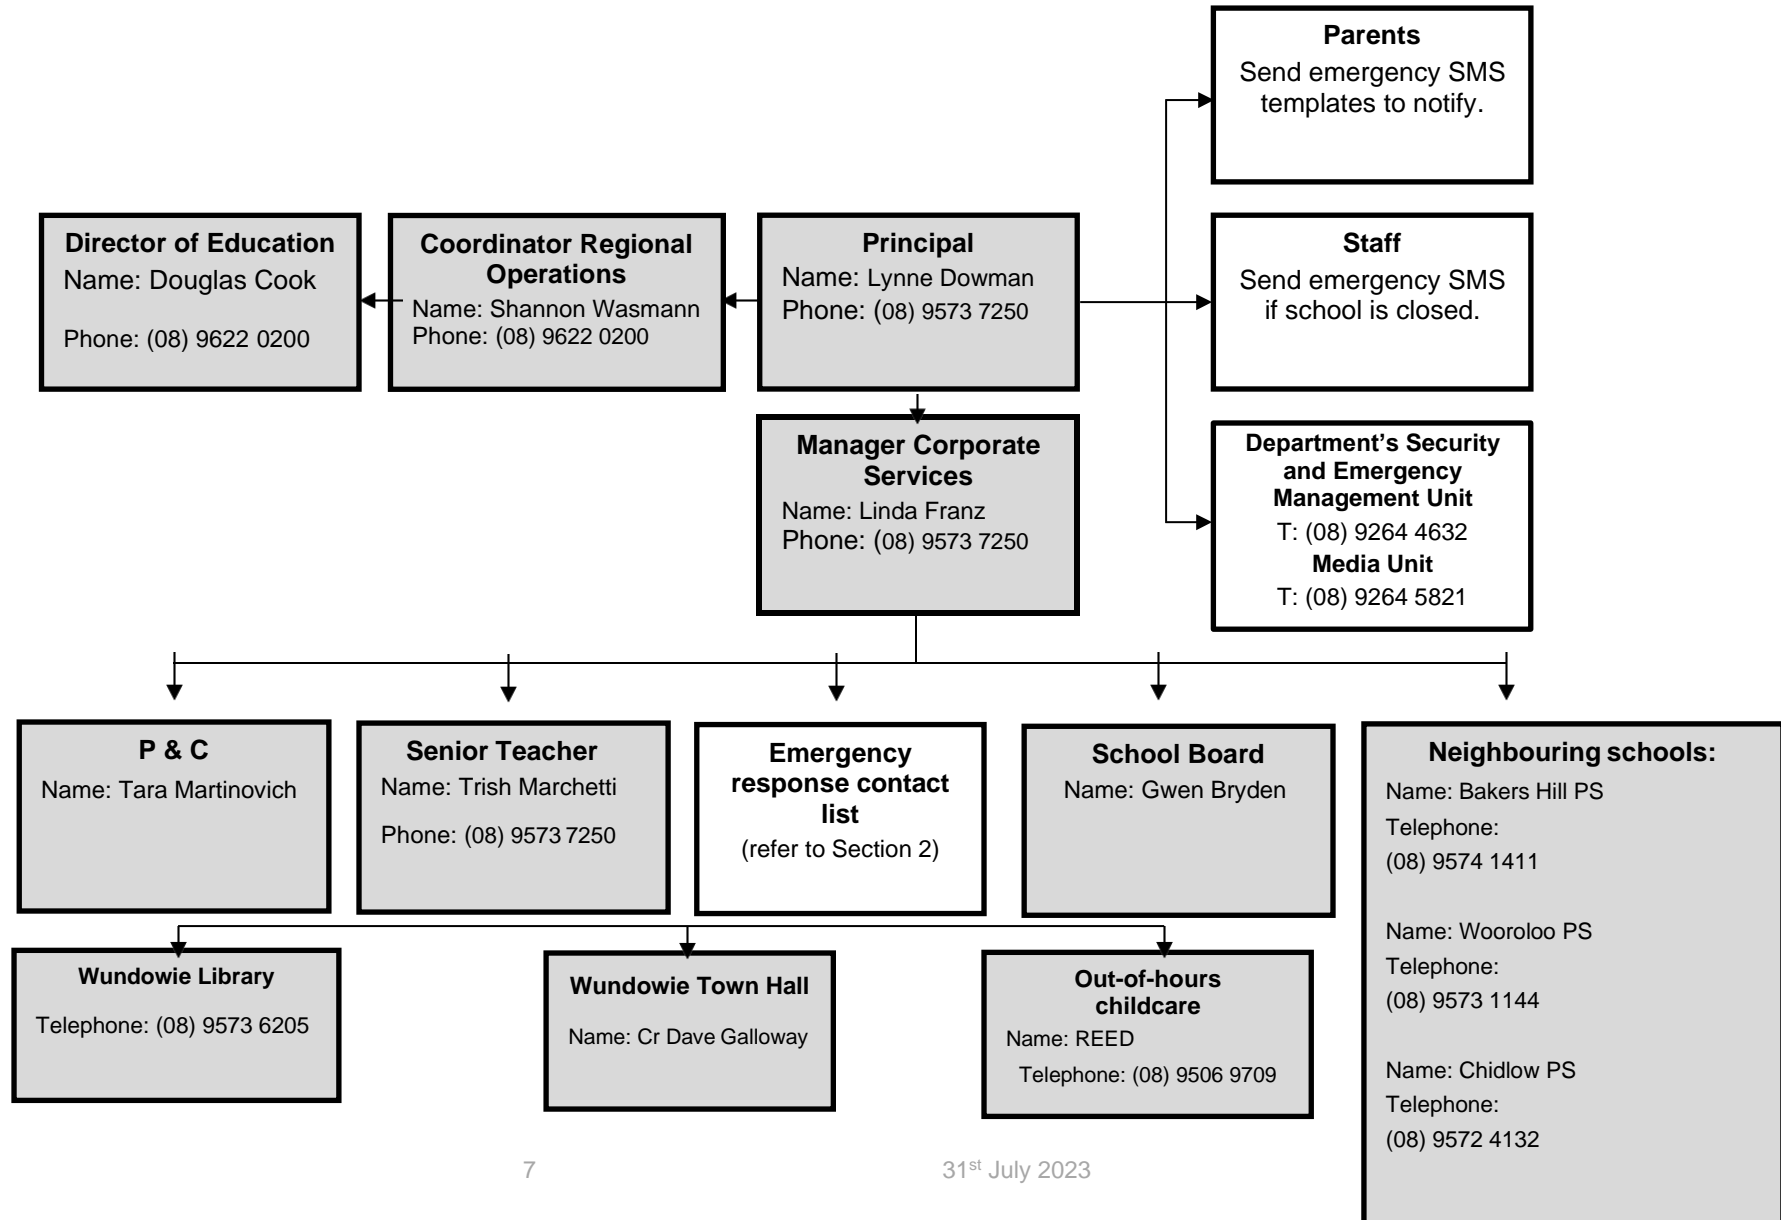 Parents
Send emergency SMS
templates to notify.
Director of Education
Name: Douglas Cook
Phone: (08) 9622 0200
Coordinator Regional
Operations
Name: Shannon Wasmann
Phone: (08) 9622 0200
Principal
Name: Lynne Dowman
Phone: (08) 9573 7250
Staff
Send emergency SMS
if school is closed.
Manager Corporate
Services
Name: Linda Franz
Phone: (08) 9573 7250
Department's Security
and Emergency
Management Unit
T: (08) 9264 4632
Media Unit
T: (08) 9264 5821
P & C
Name: Tara Martinovich
Senior Teacher
Name: Trish Marchetti
Phone: (08) 9573 7250
Emergency
response contact
list
(refer to Section 2)
School Board
Name: Gwen Bryden
Neighbouring schools:
Name: Bakers Hill PS
Telephone:
(08) 9574 1411
Name: Wooroloo PS
Telephone:
(08) 9573 1144
Name: Chidlow PS
Telephone:
(08) 9572 4132
Wundowie Library
Telephone: (08) 9573 6205
Wundowie Town Hall
Name: Cr Dave Galloway
Out-of-hours
childcare
Name: REED
Telephone: (08) 9506 9709
7
31st July 2023